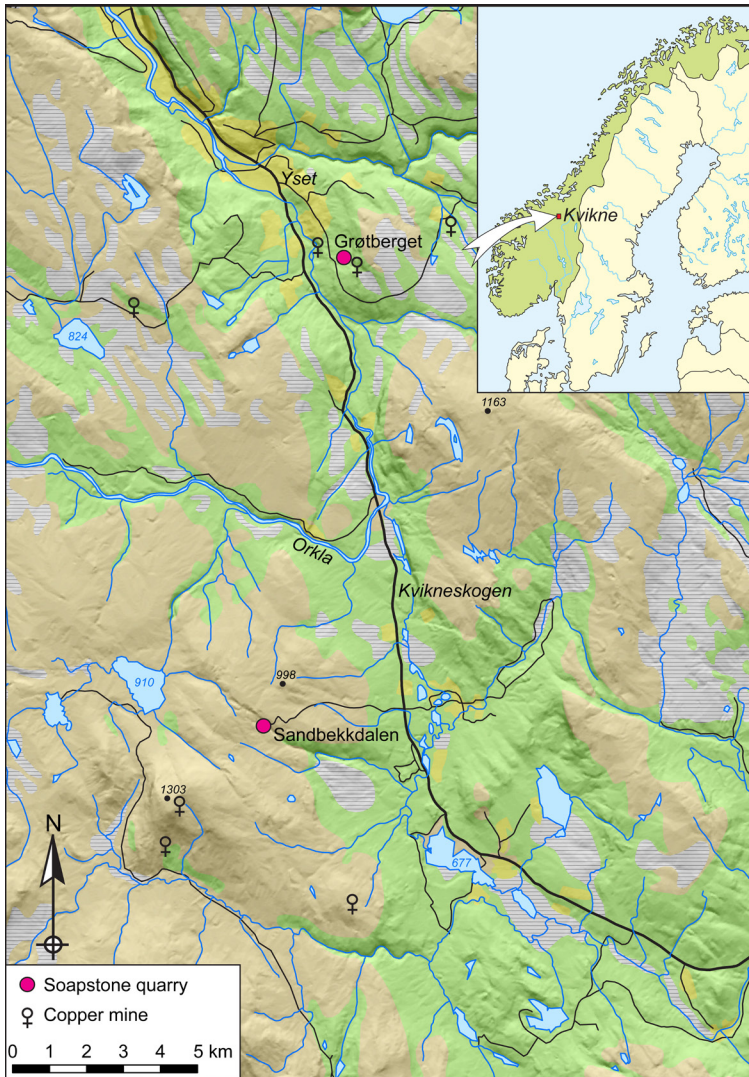 Kvikne
Yset
Grøtberget
824
1163
Orkla
Kvikneskogen
998
910
Sandbekkdalen
1303
677
N
Soapstone quarry
Copper mine
0 1 2 3 4 5 km